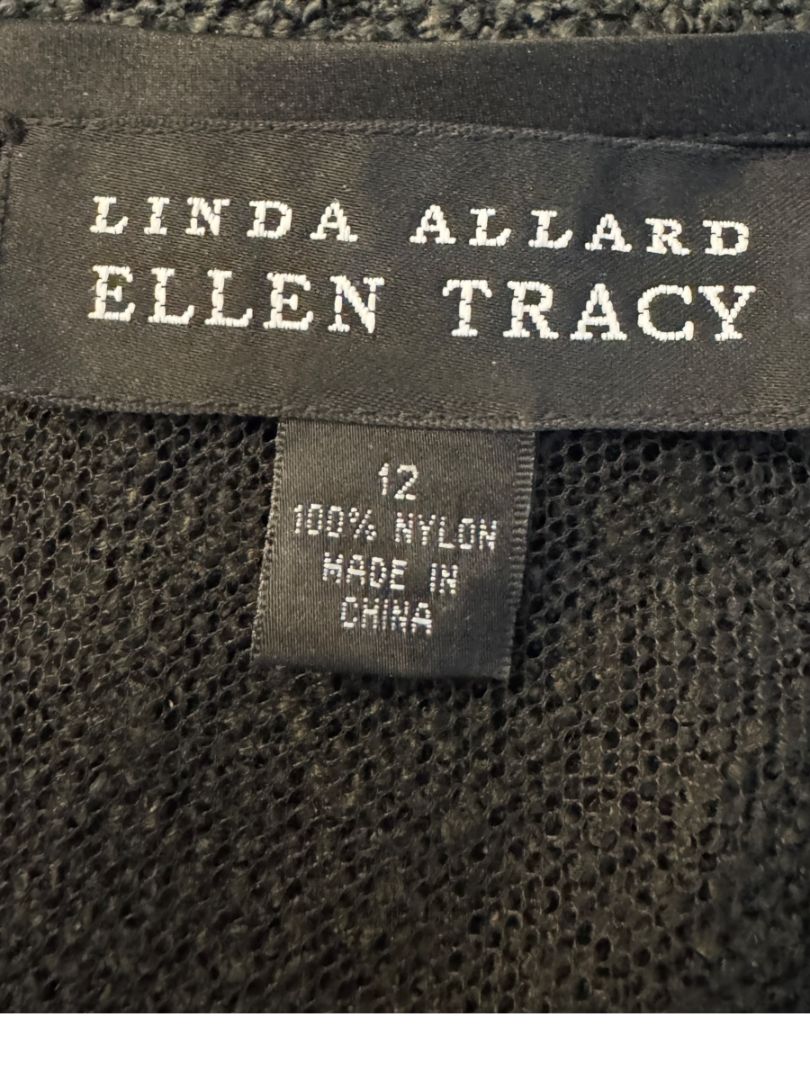 LINDA ALLARD
ELLEN TRACY
12
100% NYLON
MADE IN
CHINA